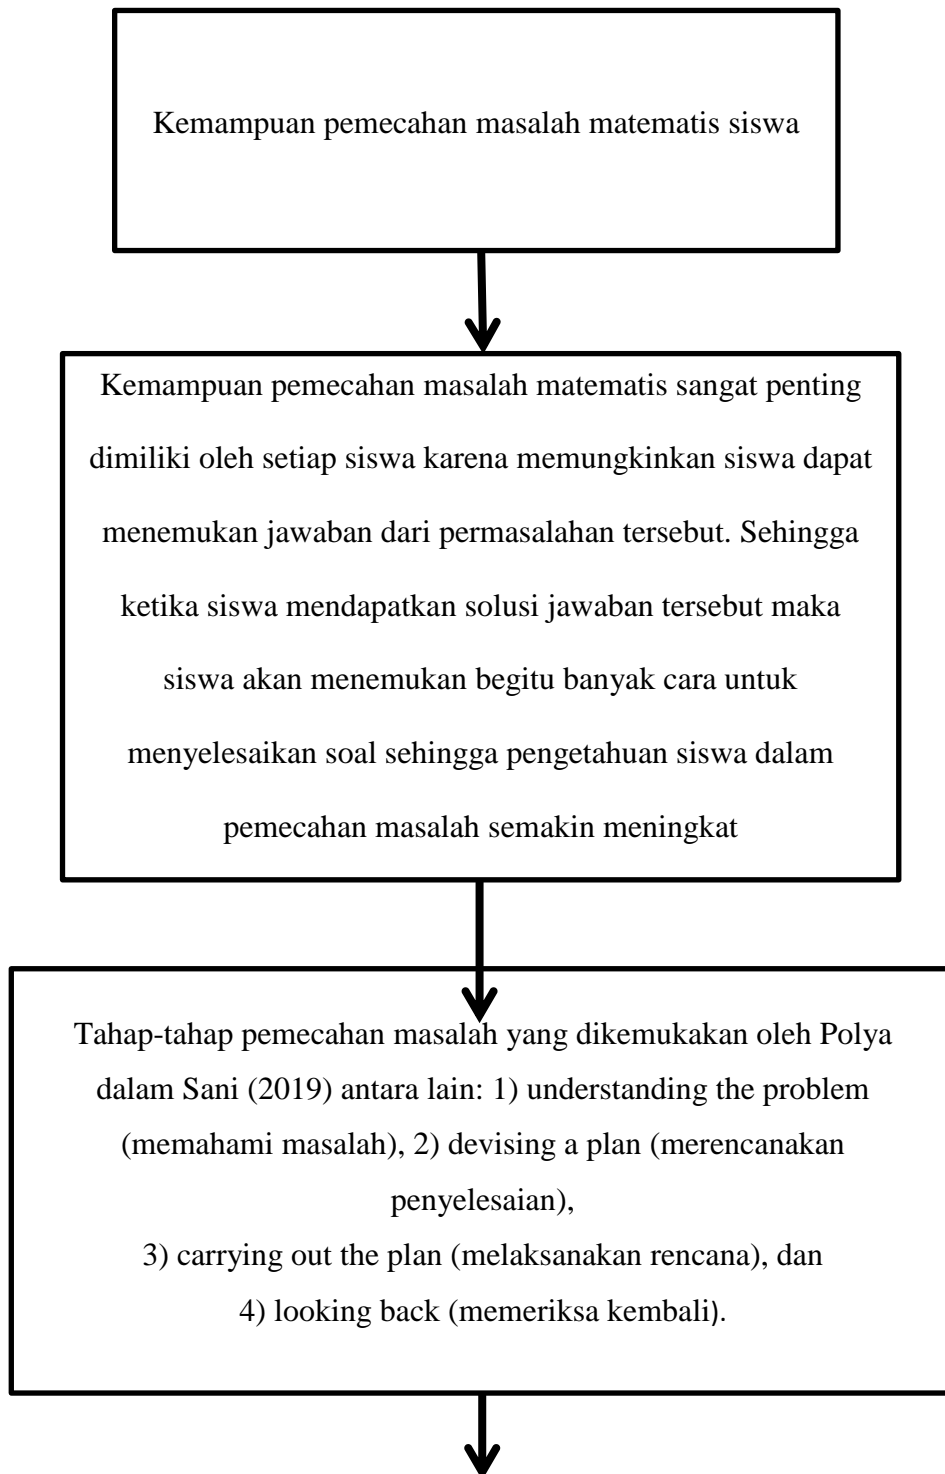 Kemampuan pemecahan masalah matematis siswa
Kemampuan pemecahan masalah matematis sangat penting
dimiliki oleh setiap siswa karena memungkinkan siswa dapat
menemukan jawaban dari permasalahan tersebut. Sehingga
ketika siswa mendapatkan solusi jawaban tersebut maka
siswa akan menemukan begitu banyak cara untuk
menyelesaikan soal sehingga pengetahuan siswa dalam
pemecahan masalah semakin meningkat
Tahap-tahap pemecahan masalah yang dikemukakan oleh Polya
dalam Sani (2019) antara lain: 1) understanding the problem
(memahami masalah), 2) devising a plan (merencanakan
penyelesaian),
3) carrying out the plan (melaksanakan rencana), dan
4) looking back (memeriksa kembali).